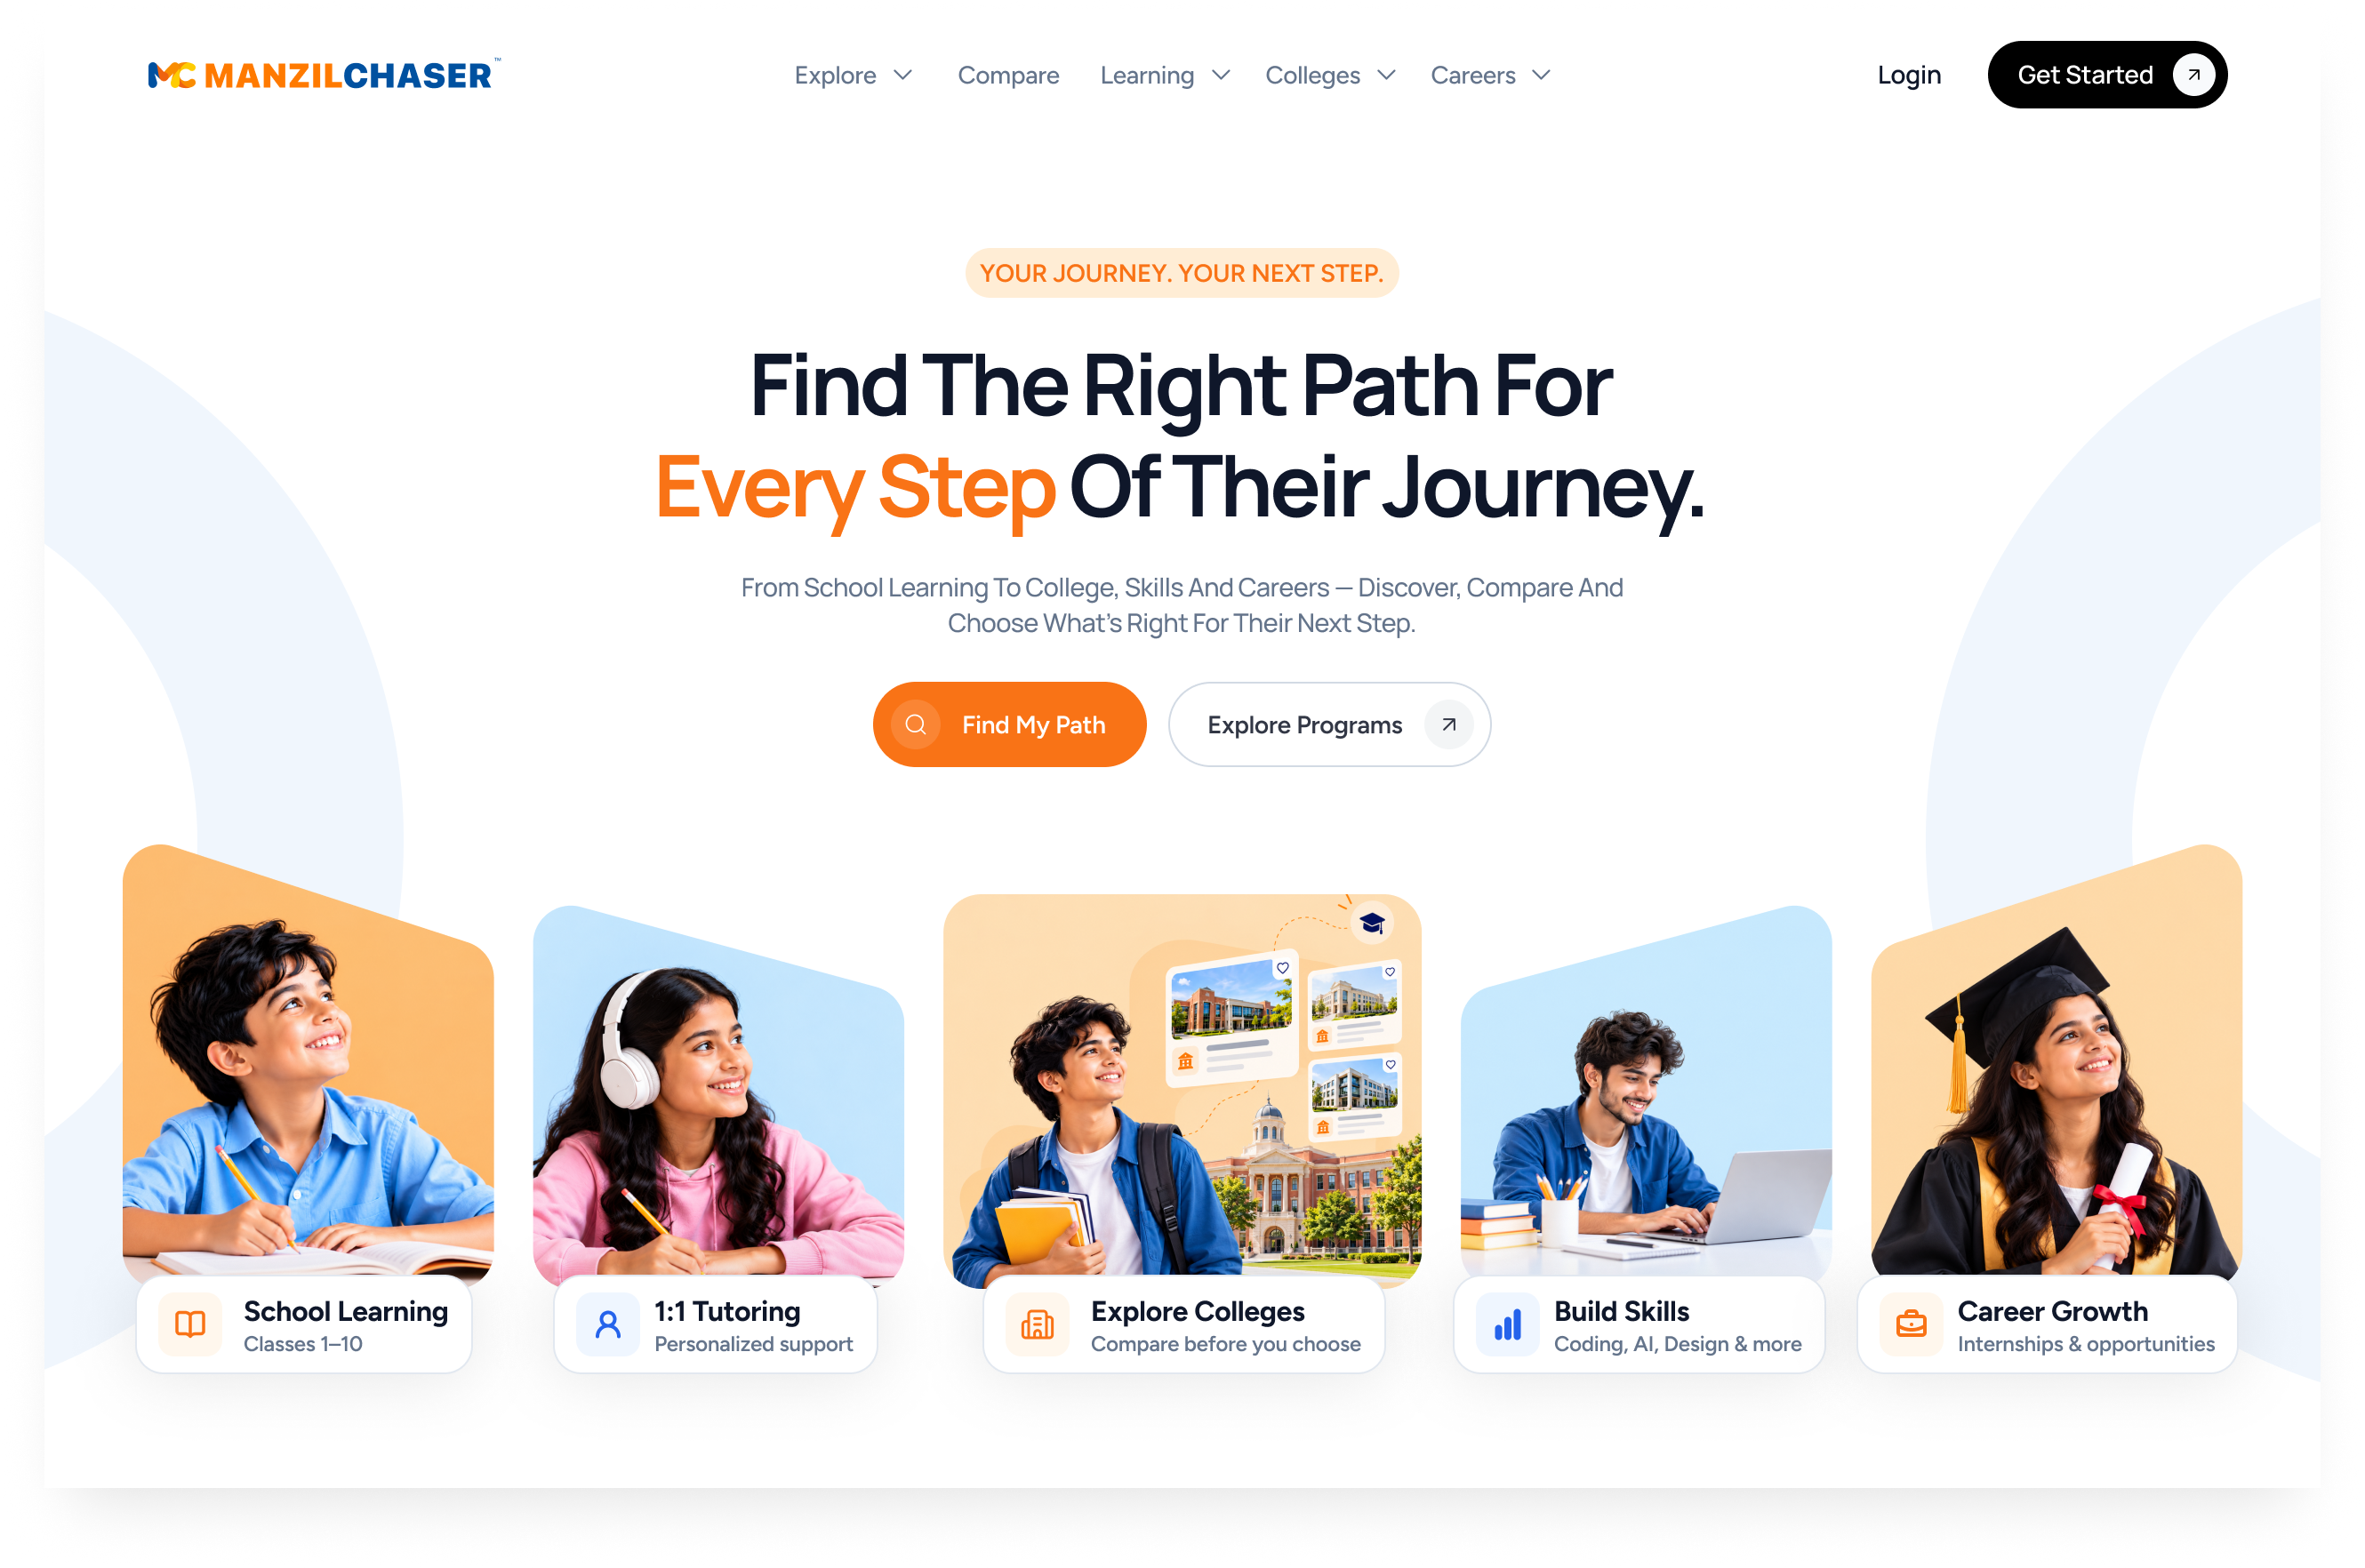 MC MANZILCHASER™
Explore Compare Learning Colleges Careers
Login
Get Started
YOUR JOURNEY. YOUR NEXT STEP.
Find The Right Path For
Every Step Of Their Journey.
From School Learning To College, Skills And Careers — Discover, Compare And
Choose What's Right For Their Next Step.
Find My Path
Explore Programs
School Learning
Classes 1–10
1:1 Tutoring
Personalized support
Explore Colleges
Compare before you choose
Build Skills
Coding, AI, Design & more
Career Growth
Internships & opportunities